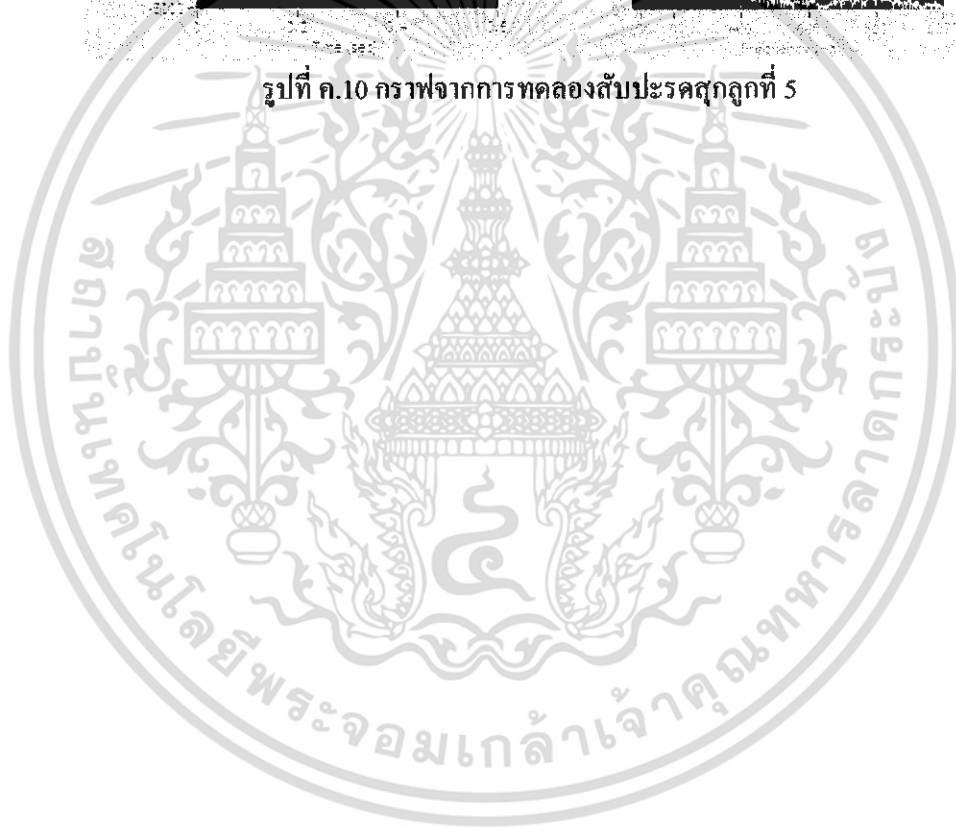 รูปที่ ค.10 กราฟจากการทดลองสับปะรดสุกลูกที่ 5
สถาบันเทคโนโลยีพระจอมเกล้าเจ้าคุณทหารลาดกระบัง